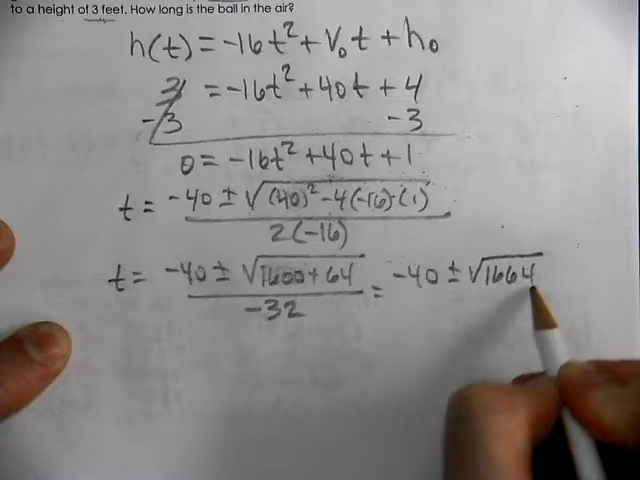 to a height of 3 feet. How long is the ball in the air?
h(t) = -16t² + V₀t + h₀
3 = -16t² + 40t + 4
-3 -3
0 = -16t² + 40t + 1
t = -40 ± √(40)² - 4(-16)·(1) / 2(-16)
t = -40 ± √1600 + 64 / -32 = -40 ± √1664